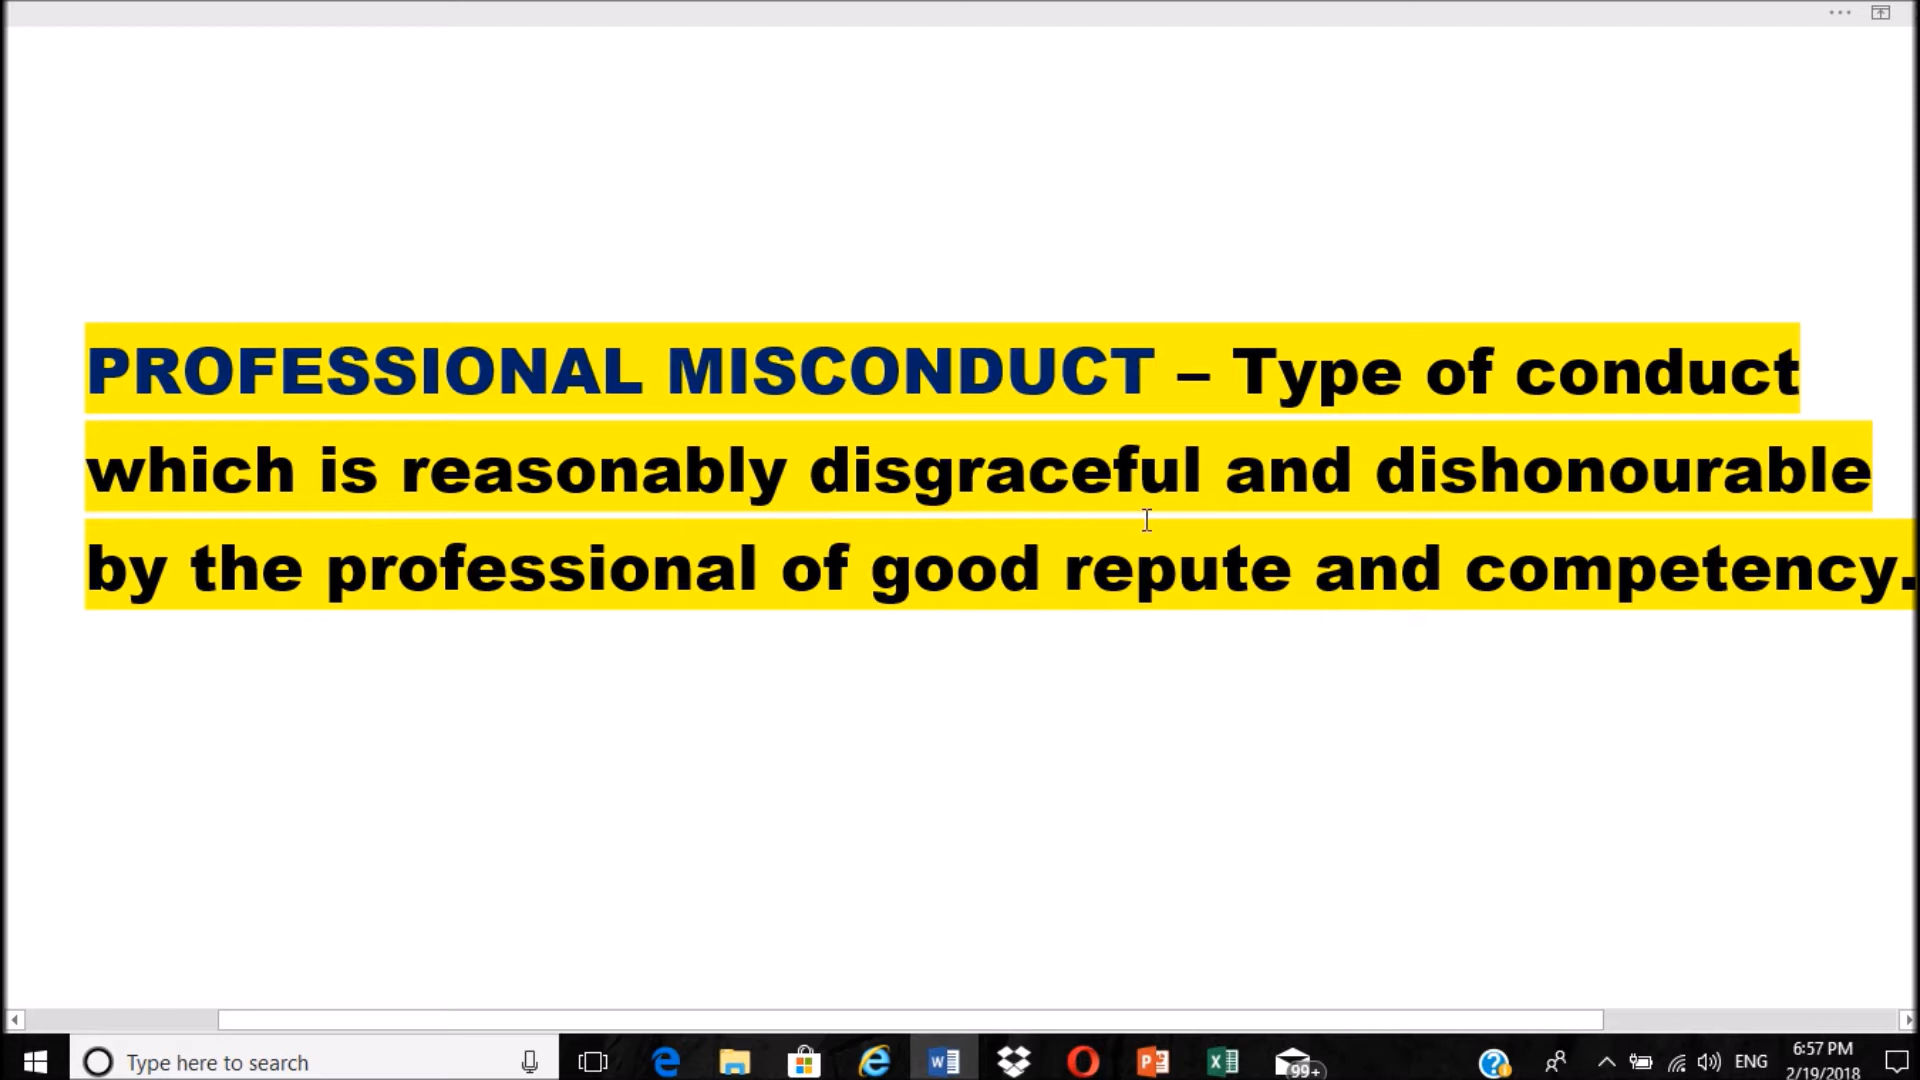 PROFESSIONAL MISCONDUCT – Type of conduct
which is reasonably disgraceful and dishonourable
by the professional of good repute and competency.
Type here to search
99+
ENG
6:57 PM
2/19/2018